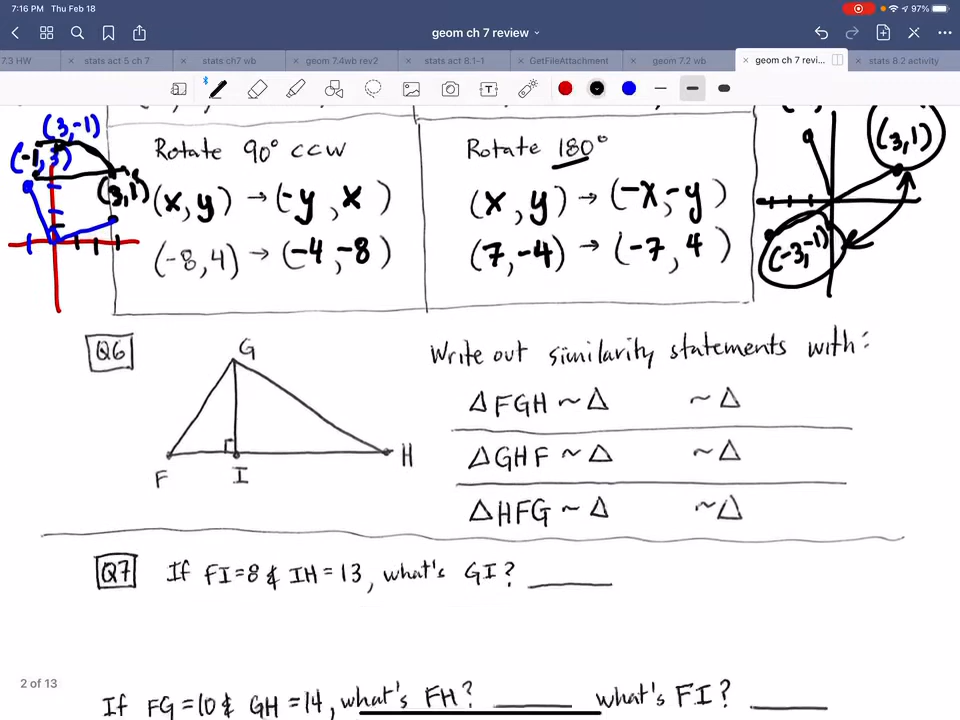 7:16 PM Thu Feb 18
97%
geom ch 7 review
7.3 HW
stats act 5 ch 7
stats ch7 wb
geom 7.4wb rev2
stats act 8.1-1
GetFileAttachment
geom 7.2 wb
geom ch 7 revi...
stats 8.2 activity
(3,-1)
(-1,3)
(3,1)
Rotate 90° ccw
(x,y) → (-y, x)
(-8,4) → (-4,-8)
Rotate 180°
(x,y) → (-x,-y)
(7,-4) → (-7, 4)
(3,1)
(-3,-1)
Q6
G
F
I
H
Write out similarity statements with:
△FGH ~ △ ~ △
△GHF ~ △ ~ △
△HFG ~ △ ~ △
Q7 If FI=8 & IH=13, what's GI?
2 of 13
If FG=10 & GH=14, what's FH? what's FI?